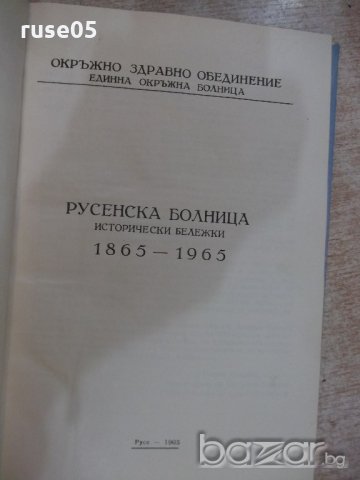 ruse05
ОКРЪЖНО ЗДРАВНО ОБЕДИНЕНИЕ
ЕДИННА ОКРЪЖНА БОЛНИЦА
РУСЕНСКА БОЛНИЦА
ИСТОРИЧЕСКИ БЕЛЕЖКИ
1865 — 1965
Русе — 1965
bazar.bg